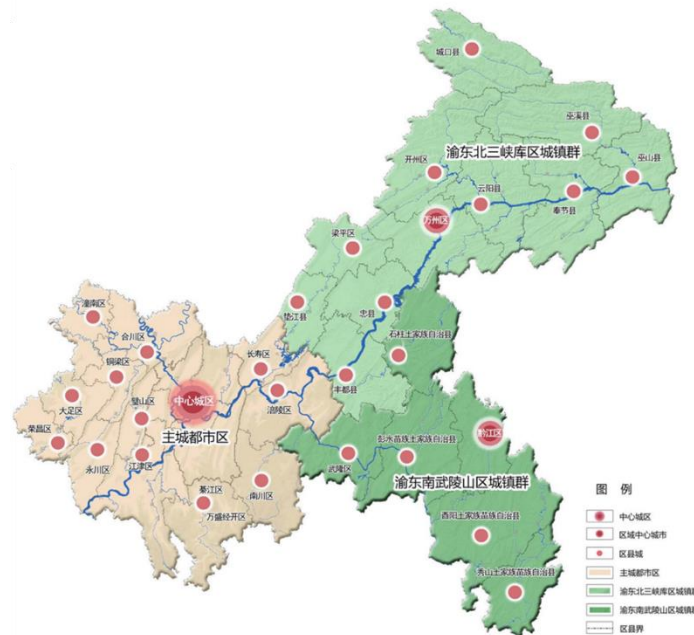 城口县
巫溪县
渝东北三峡库区城镇群
开州区
巫山县
云阳县
奉节县
万州区
梁平区
潼南区
垫江县
忠县
合川区
石柱土家族自治县
长寿区
铜梁区
丰都县
大足区
璧山区
中心城区
涪陵区
荣昌区
主城都市区
黔江区
彭水苗族土家族自治县
永川区
江津区
武隆区
渝东南武陵山区城镇群
綦江区
南川区
万盛经开区
酉阳土家族苗族自治县
秀山土家族苗族自治县
图 例
中心城区
区域中心城市
区县城
主城都市区
渝东北三峡库区城镇群
渝东南武陵山区城镇群
区县界